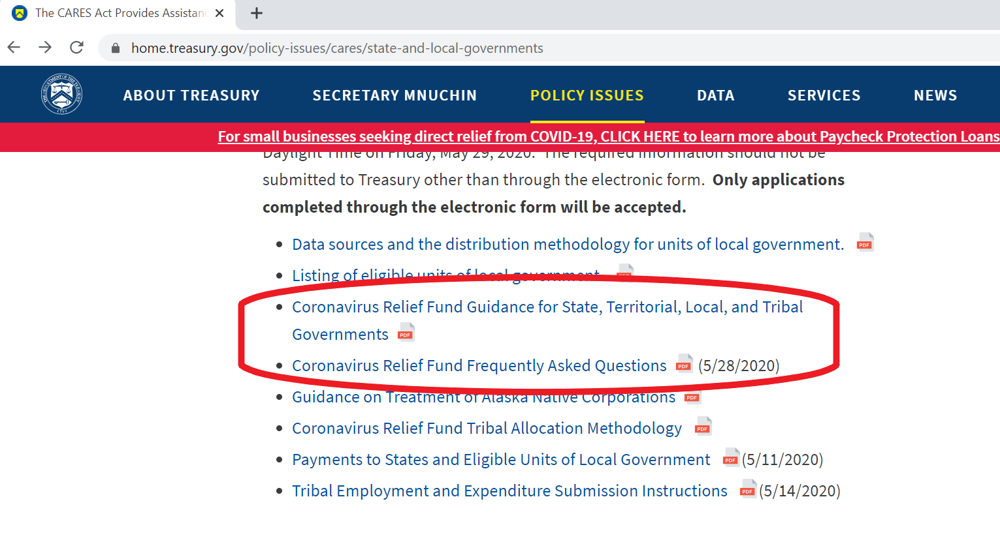 The CARES Act Provides Assistan
home.treasury.gov/policy-issues/cares/state-and-local-governments
THE DEPARTMENT OF THE TREASURY
1789
ABOUT TREASURY
SECRETARY MNUCHIN
POLICY ISSUES
DATA
SERVICES
NEWS
For small businesses seeking direct relief from COVID-19, CLICK HERE to learn more about Paycheck Protection Loans
Daylight Time on Friday, May 29, 2020. The required information should not be
submitted to Treasury other than through the electronic form. Only applications
completed through the electronic form will be accepted.
Data sources and the distribution methodology for units of local government. PDF
Listing of eligible units of local government PDF
Coronavirus Relief Fund Guidance for State, Territorial, Local, and Tribal
Governments PDF
Coronavirus Relief Fund Frequently Asked Questions PDF (5/28/2020)
Guidance on Treatment of Alaska Native Corporations PDF
Coronavirus Relief Fund Tribal Allocation Methodology PDF
Payments to States and Eligible Units of Local Government PDF (5/11/2020)
Tribal Employment and Expenditure Submission Instructions PDF (5/14/2020)